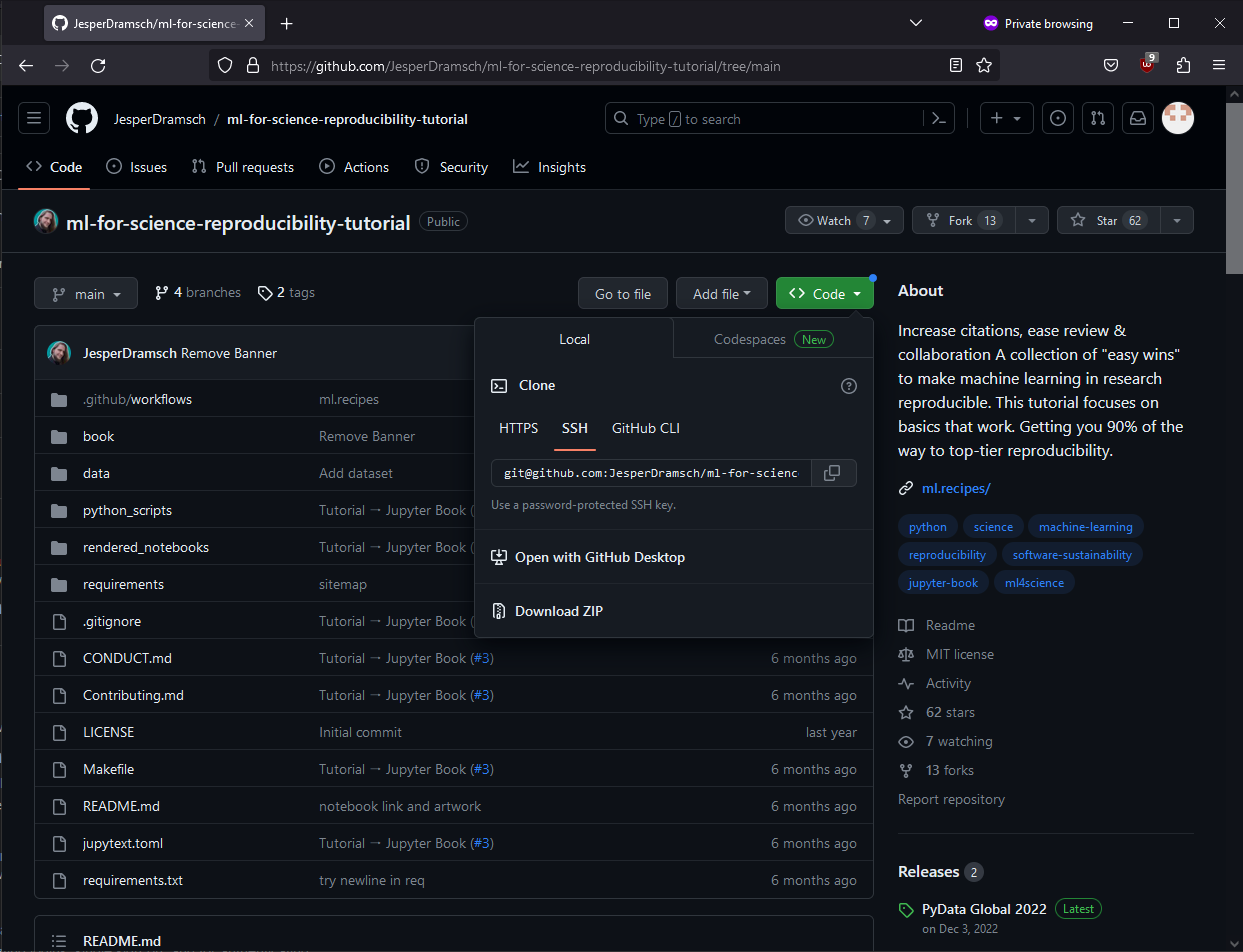 JesperDramsch/ml-for-science-
Private browsing
https://github.com/JesperDramsch/ml-for-science-reproducibility-tutorial/tree/main
9
JesperDramsch / ml-for-science-reproducibility-tutorial
Type / to search
Code
Issues
Pull requests
Actions
Security
Insights
ml-for-science-reproducibility-tutorial Public
Watch 7
Fork 13
Star 62
main
4 branches
2 tags
Go to file
Add file
Code
JesperDramsch Remove Banner
.github/workflows ml.recipes
book Remove Banner
data Add dataset
python_scripts Tutorial → Jupyter Book (
rendered_notebooks Tutorial → Jupyter Book (
requirements sitemap
.gitignore Tutorial → Jupyter Book (
CONDUCT.md Tutorial → Jupyter Book (#3) 6 months ago
Contributing.md Tutorial → Jupyter Book (#3) 6 months ago
LICENSE Initial commit last year
Makefile Tutorial → Jupyter Book (#3) 6 months ago
README.md notebook link and artwork 6 months ago
jupytext.toml Tutorial → Jupyter Book (#3) 6 months ago
requirements.txt try newline in req 6 months ago
README.md
Local
Codespaces New
Clone
HTTPS SSH GitHub CLI
git@github.com:JesperDramsch/ml-for-scienc
Use a password-protected SSH key.
Open with GitHub Desktop
Download ZIP
About
Increase citations, ease review &
collaboration A collection of "easy wins"
to make machine learning in research
reproducible. This tutorial focuses on
basics that work. Getting you 90% of the
way to top-tier reproducibility.
ml.recipes/
python science machine-learning
reproducibility software-sustainability
jupyter-book ml4science
Readme
MIT license
Activity
62 stars
7 watching
13 forks
Report repository
Releases 2
PyData Global 2022 Latest
on Dec 3, 2022